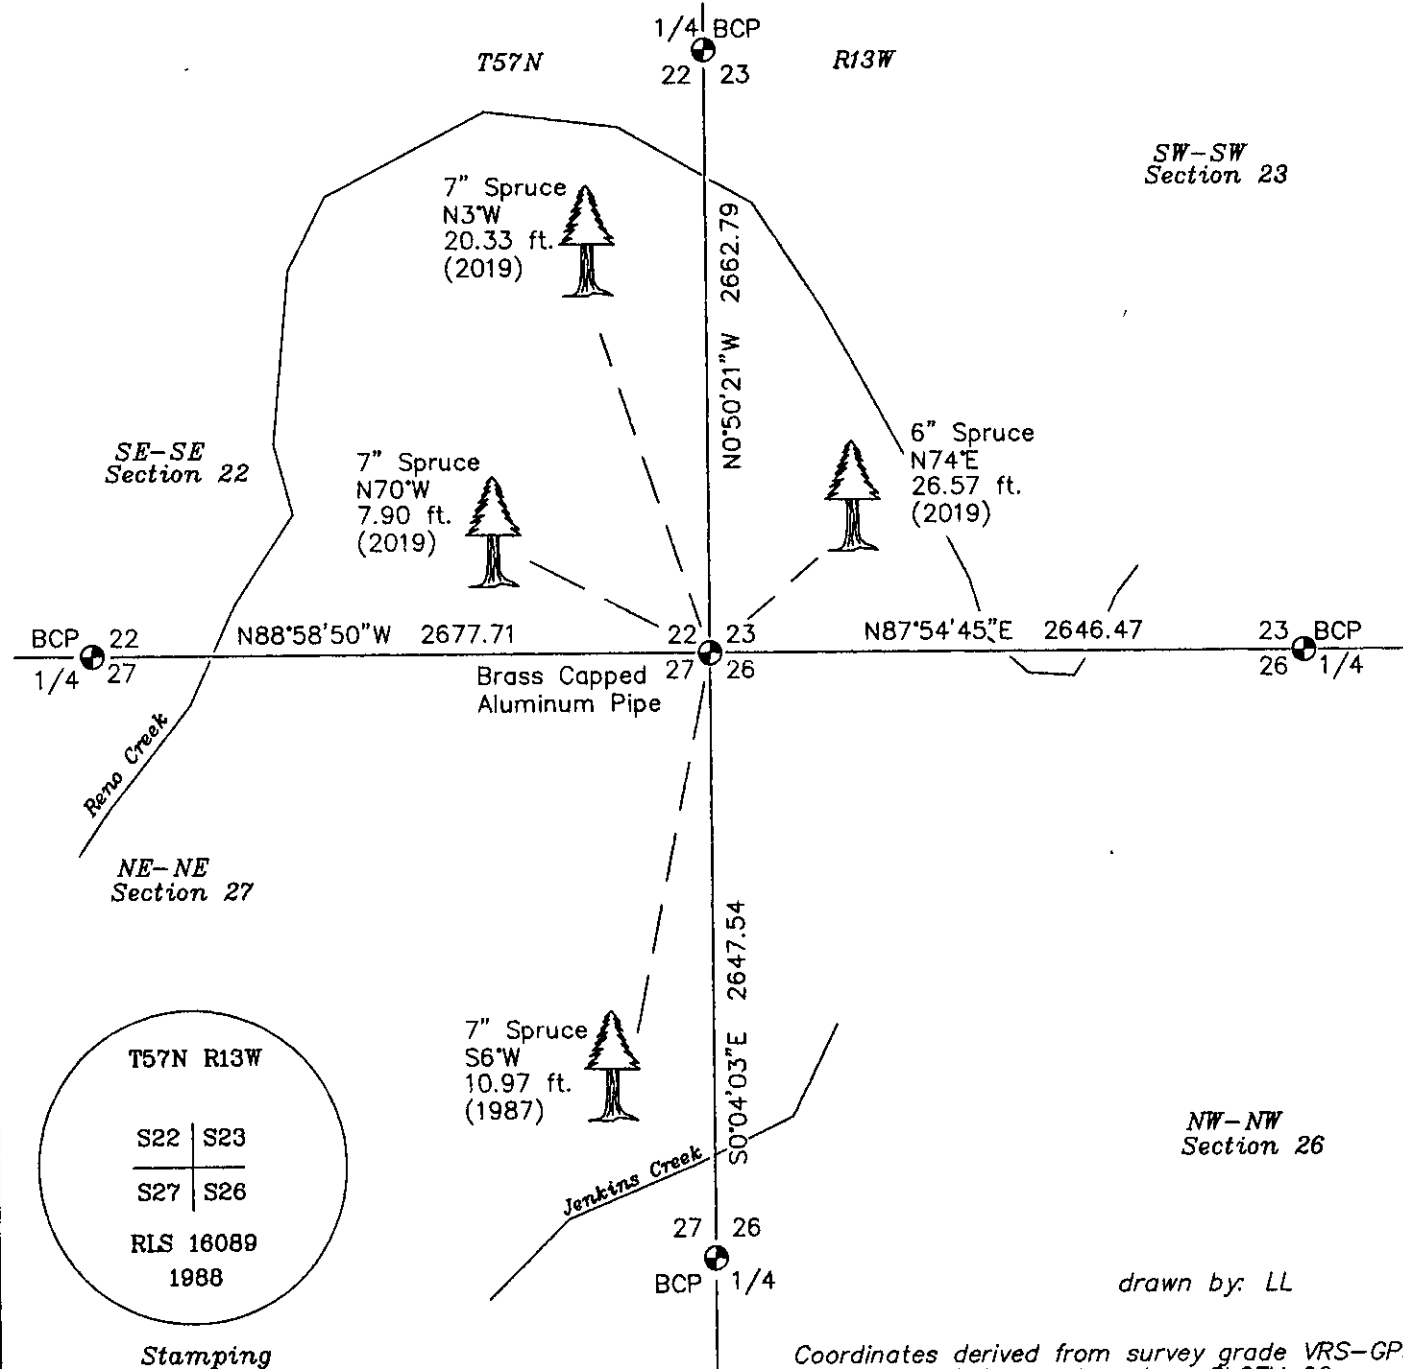 1/4 BCP
T57N
R13W
22 23
SW-SW
Section 23
7" Spruce
N3°W
20.33 ft.
(2019)
N0°50'21"W 2662.79
SE-SE
Section 22
7" Spruce
N70°W
7.90 ft.
(2019)
6" Spruce
N74°E
26.57 ft.
(2019)
BCP 22
1/4 27
N88°58'50"W 2677.71
22 23
27 26
N87°54'45"E 2646.47
23 BCP
26 1/4
Brass Capped
Aluminum Pipe
Reno Creek
NE-NE
Section 27
S0°04'03"E 2647.54
7" Spruce
S6°W
10.97 ft.
(1987)
T57N R13W
S22 S23
S27 S26
RLS 16089
1988
Stamping
Jenkins Creek
NW-NW
Section 26
27 26
BCP 1/4
drawn by: LL
Coordinates derived from survey grade VRS-GP